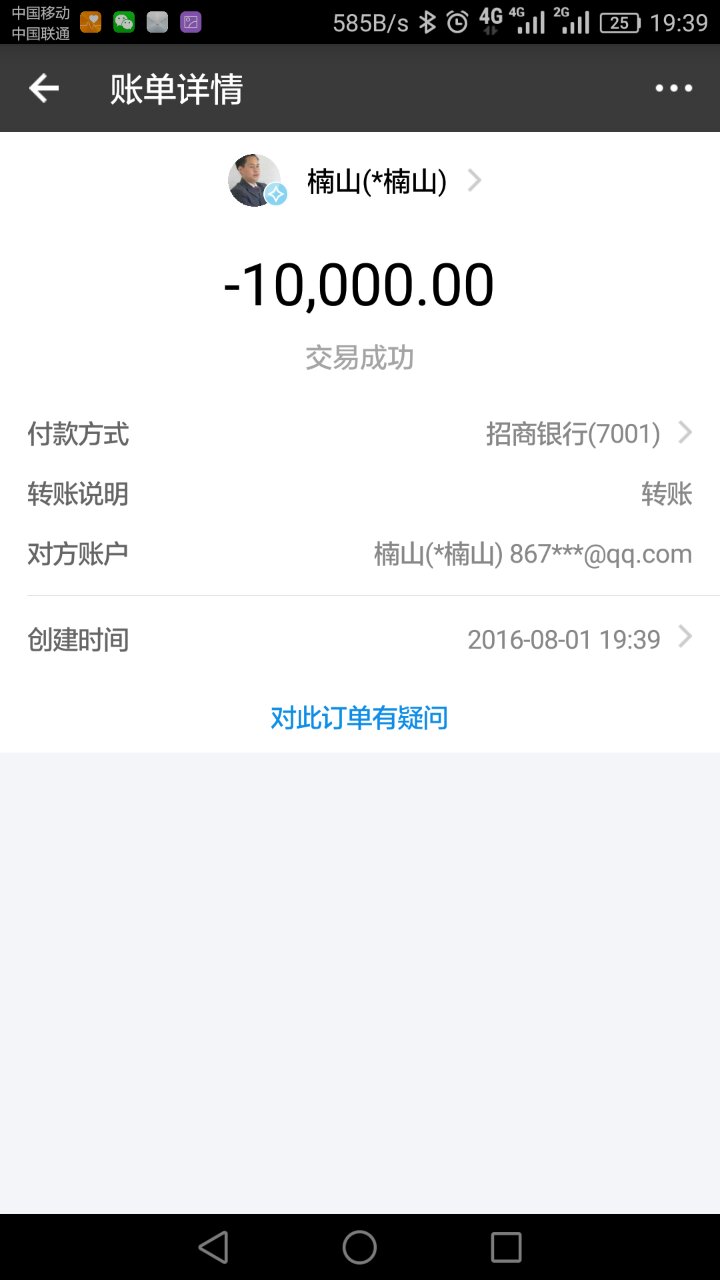 中国移动
中国联通
585B/s 4G 4G 2G 25 19:39
账单详情
楠山(*楠山)
-10,000.00
交易成功
付款方式 招商银行(7001)
转账说明 转账
对方账户 楠山(*楠山) 867***@qq.com
创建时间 2016-08-01 19:39
对此订单有疑问